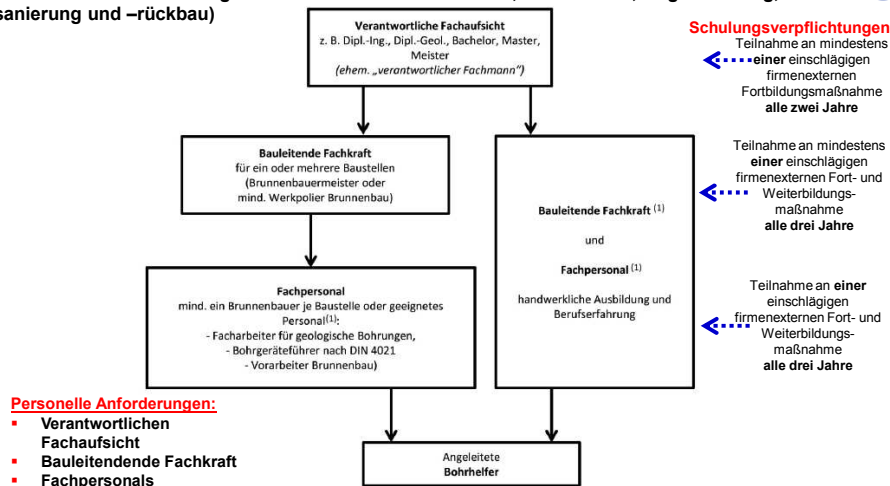 sanierung und –rückbau)
Verantwortliche Fachaufsicht
z. B. Dipl.-Ing., Dipl.-Geol., Bachelor, Master,
Meister
(ehem. „verantwortlicher Fachmann")
Schulungsverpflichtungen
Teilnahme an mindestens
einer einschlägigen
firmenexternen
Fortbildungsmaßnahme
alle zwei Jahre
Bauleitende Fachkraft
für ein oder mehrere Baustellen
(Brunnenbauermeister oder
mind. Werkpolier Brunnenbau)
Bauleitende Fachkraft (1)
und
Fachpersonal (1)
handwerkliche Ausbildung und
Berufserfahrung
Teilnahme an mindestens
einer einschlägigen
firmenexternen Fort- und
Weiterbildungs-
maßnahme
alle drei Jahre
Fachpersonal
mind. ein Brunnenbauer je Baustelle oder geeignetes
Personal(1):
- Facharbeiter für geologische Bohrungen,
- Bohrgeräteführer nach DIN 4021
- Vorarbeiter Brunnenbau)
Teilnahme an einer
einschlägigen
firmenexternen Fort- und
Weiterbildungs-
maßnahme
alle drei Jahre
Personelle Anforderungen:
▪ Verantwortlichen
Fachaufsicht
▪ Bauleitendende Fachkraft
▪ Fachpersonals
Angeleitete
Bohrhelfer